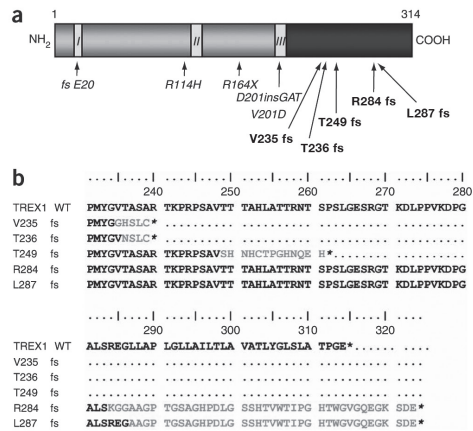 a
1 314
NH2 I II III COOH
fs E20 R114H R164X D201insGAT
V201D
V235 fs T236 fs T249 fs R284 fs L287 fs
b
240 250 260 270 280
TREX1 WT PMYGVTASAR TKPRPSAVTT TAHLATTRNT SPSLGESRGT KDLPPVKDPG
V235 fs PMYGGHSLC* .......... .......... .......... ..........
T236 fs PMYGVNSLC* .......... .......... .......... ..........
T249 fs PMYGVTASAR TKPRPSAVSH NHCTPGHNQE H*........ ..........
R284 fs PMYGVTASAR TKPRPSAVTT TAHLATTRNT SPSLGESRGT KDLPPVKDPG
L287 fs PMYGVTASAR TKPRPSAVTT TAHLATTRNT SPSLGESRGT KDLPPVKDPG
290 300 310 320
TREX1 WT ALSREGLLAP LGLLAILTLA VATLYGLSLA TPGE*.....
V235 fs .......... .......... .......... ..........
T236 fs .......... .......... .......... ..........
T249 fs .......... .......... .......... ..........
R284 fs ALSKGGAAGP TGSAGHPDLG SSHTVWTIPG HTWGVGQEGK SDE*
L287 fs ALSREGAAGP TGSAGHPDLG SSHTVWTIPG HTWGVGQEGK SDE*